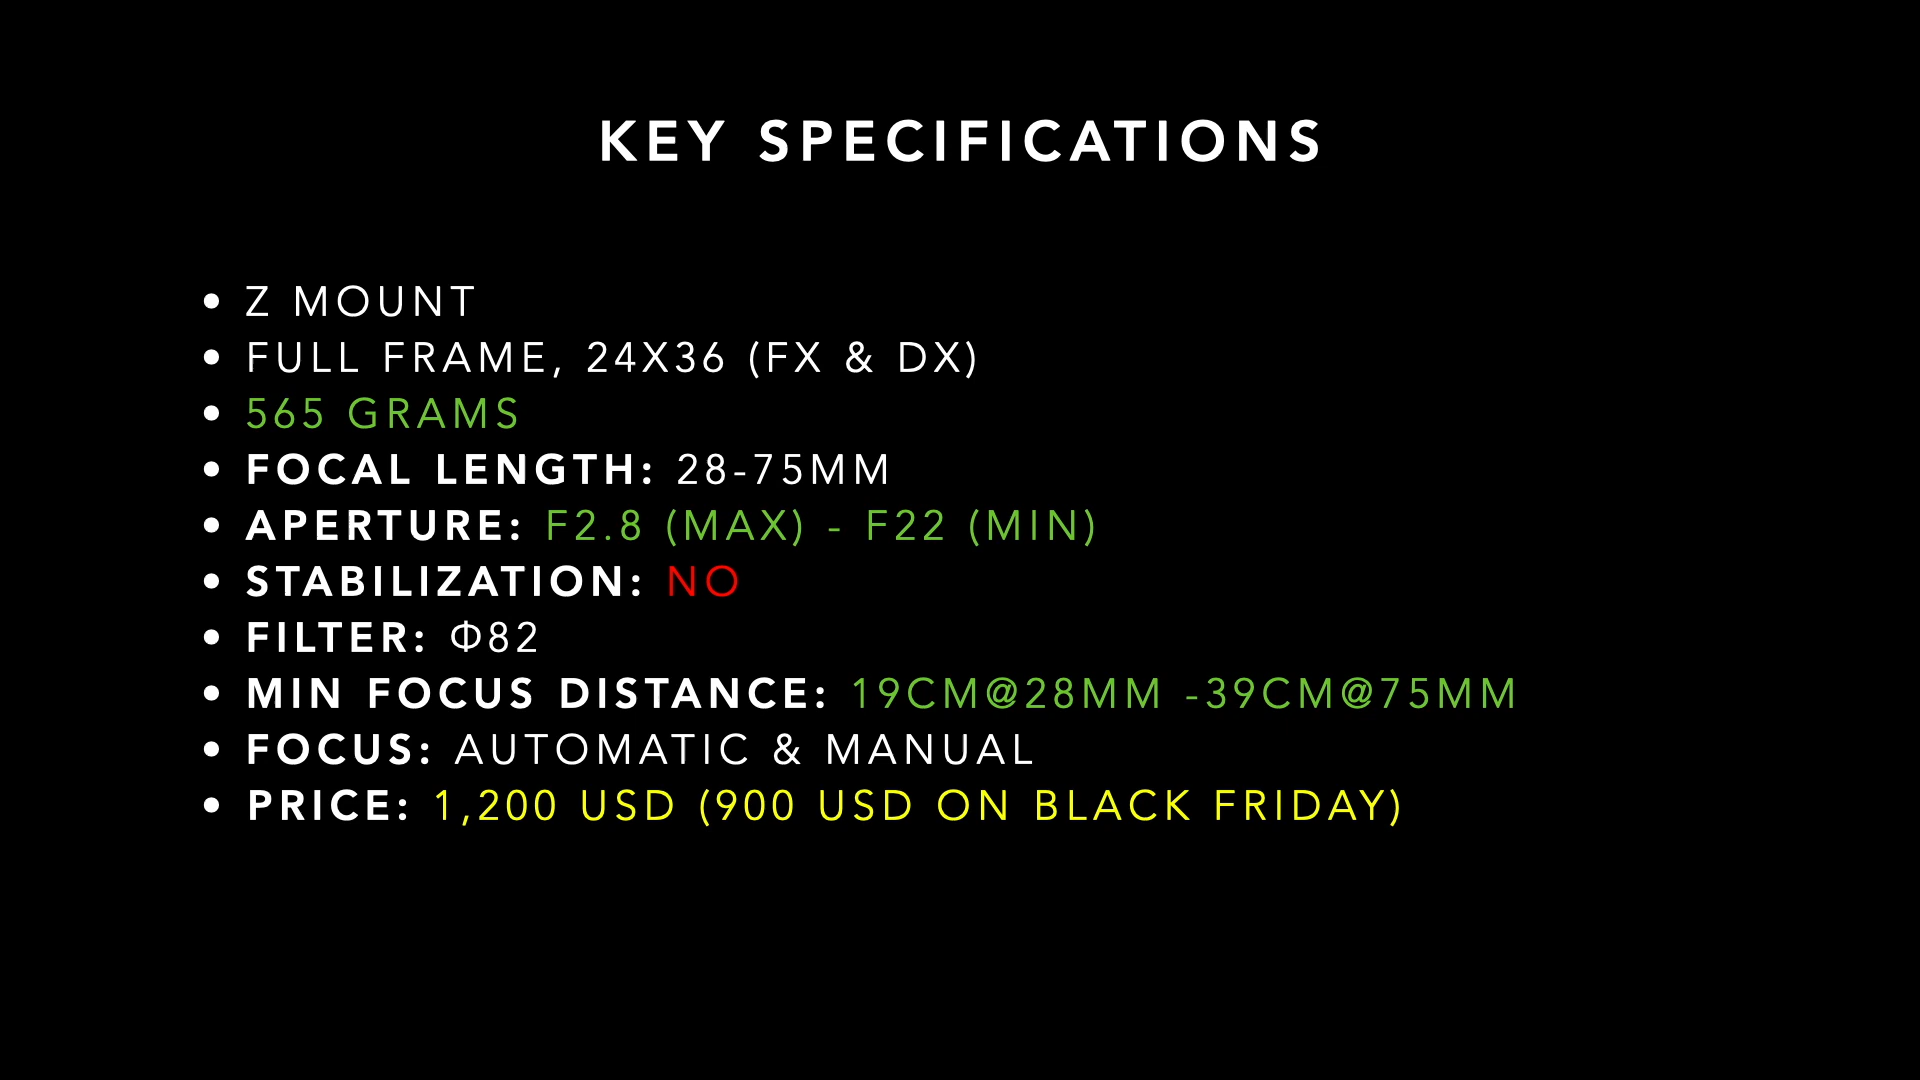 KEY SPECIFICATIONS
• Z MOUNT
• FULL FRAME, 24X36 (FX & DX)
• 565 GRAMS
• FOCAL LENGTH: 28-75MM
• APERTURE: F2.8 (MAX) - F22 (MIN)
• STABILIZATION: NO
• FILTER: Φ82
• MIN FOCUS DISTANCE: 19CM@28MM -39CM@75MM
• FOCUS: AUTOMATIC & MANUAL
• PRICE: 1,200 USD (900 USD ON BLACK FRIDAY)